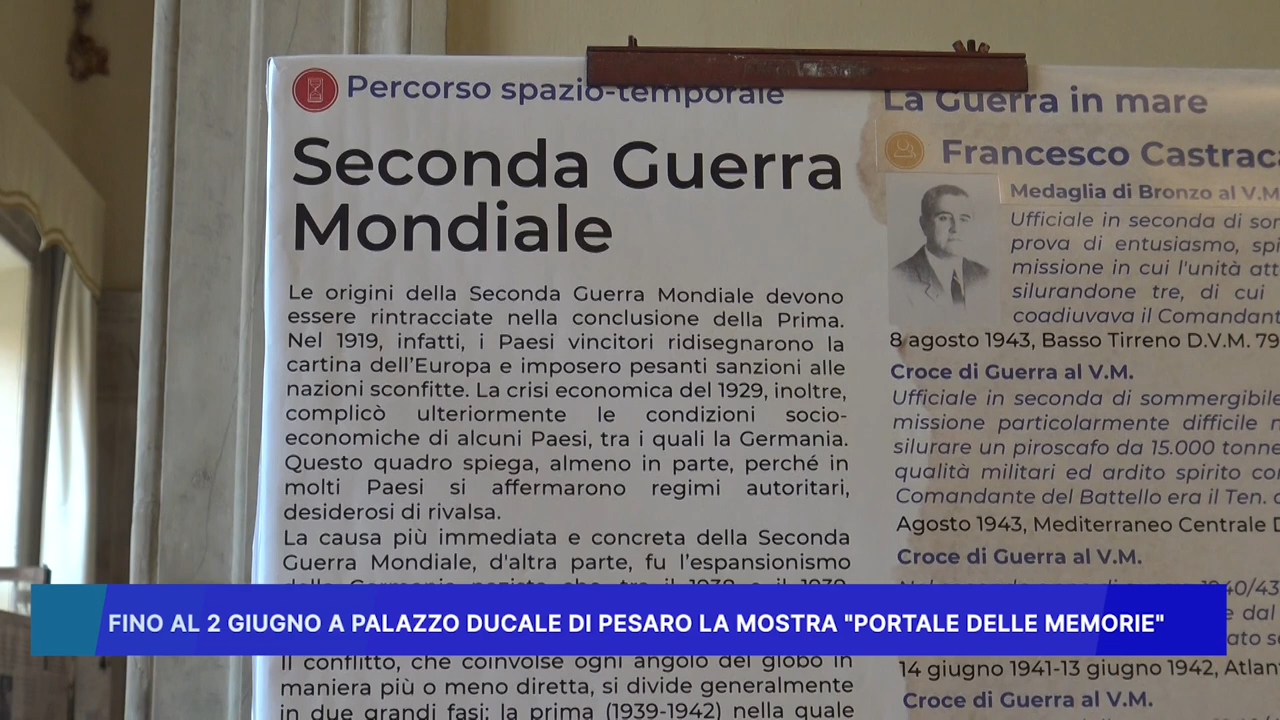 Percorso spazio-temporale
Seconda Guerra
Mondiale
Le origini della Seconda Guerra Mondiale devono
essere rintracciate nella conclusione della Prima.
Nel 1919, infatti, i Paesi vincitori ridisegnarono la
cartina dell'Europa e imposero pesanti sanzioni alle
nazioni sconfitte. La crisi economica del 1929, inoltre,
complicò ulteriormente le condizioni socio-
economiche di alcuni Paesi, tra i quali la Germania.
Questo quadro spiega, almeno in parte, perché in
molti Paesi si affermarono regimi autoritari,
desiderosi di rivalsa.
La causa più immediata e concreta della Seconda
Guerra Mondiale, d'altra parte, fu l'espansionismo
Il conflitto, che coinvolse ogni angolo del globo in
maniera più o meno diretta, si divide generalmente
in due grandi fasi: la prima (1939-1942) nella quale
La Guerra in mare
Francesco
Medaglia di Bronzo al V.M.
Ufficiale in seconda di
prova di entusiasmo,
missione in cui l'unità
silurandone tre, di cui
coadiuvava il
8 agosto 1943, Basso Tirreno D.V.M. 79
Croce di Guerra al V.M.
Ufficiale in seconda di sommergibile
missione particolarmente difficile
silurare un piroscafo da 15.000
qualità militari ed ardito spirito
Comandante del Battello era il Ten.
Agosto 1943, Mediterraneo Centrale
Croce di Guerra al V.M.
14 giugno 1941-13 giugno 1942,
Croce di Guerra al V.M.
FINO AL 2 GIUGNO A PALAZZO DUCALE DI PESARO LA MOSTRA "PORTALE DELLE MEMORIE"